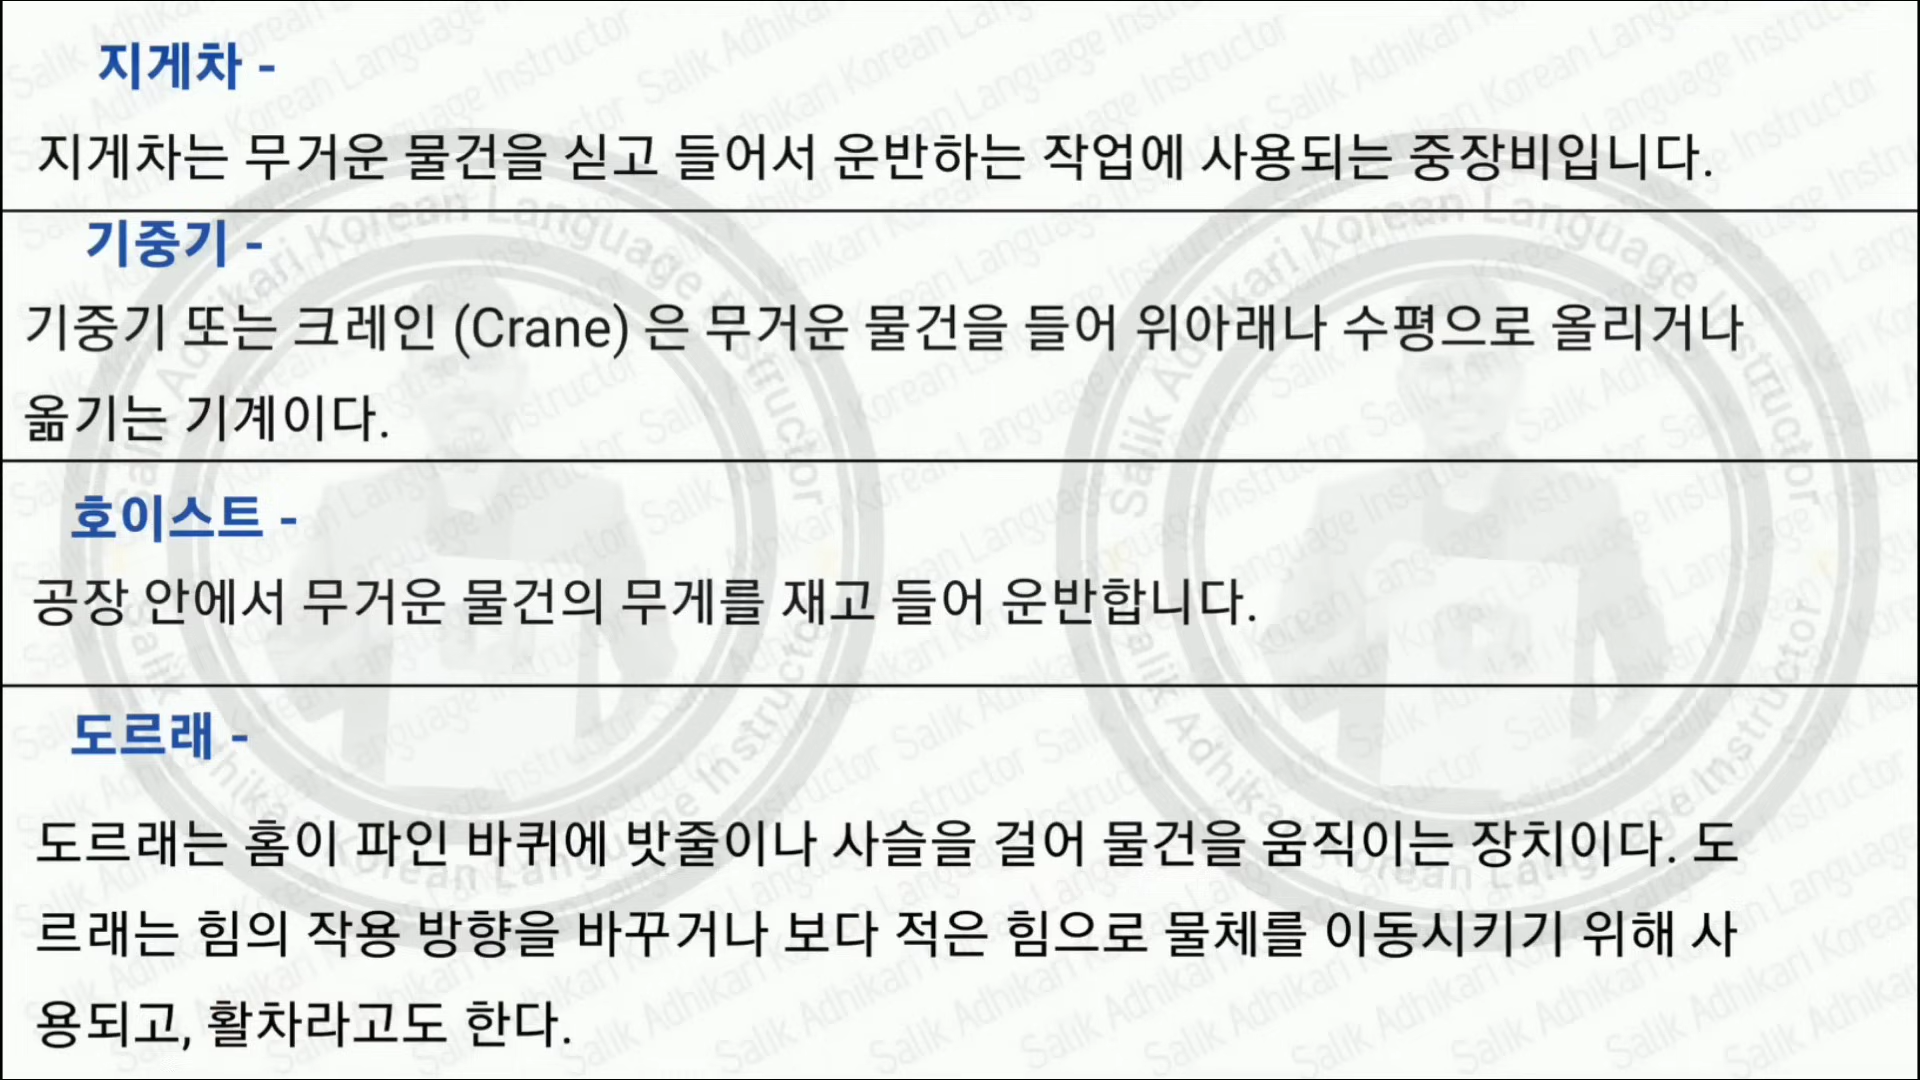 지게차 -
지게차는 무거운 물건을 싣고 들어서 운반하는 작업에 사용되는 중장비입니다.
기중기 -
기중기 또는 크레인 (Crane) 은 무거운 물건을 들어 위아래나 수평으로 올리거나
옮기는 기계이다.
호이스트 -
공장 안에서 무거운 물건의 무게를 재고 들어 운반합니다.
도르래 -
도르래는 홈이 파인 바퀴에 밧줄이나 사슬을 걸어 물건을 움직이는 장치이다. 도
르래는 힘의 작용 방향을 바꾸거나 보다 적은 힘으로 물체를 이동시키기 위해 사
용되고, 활차라고도 한다.
Salik Adhikari Korean Language Instructor